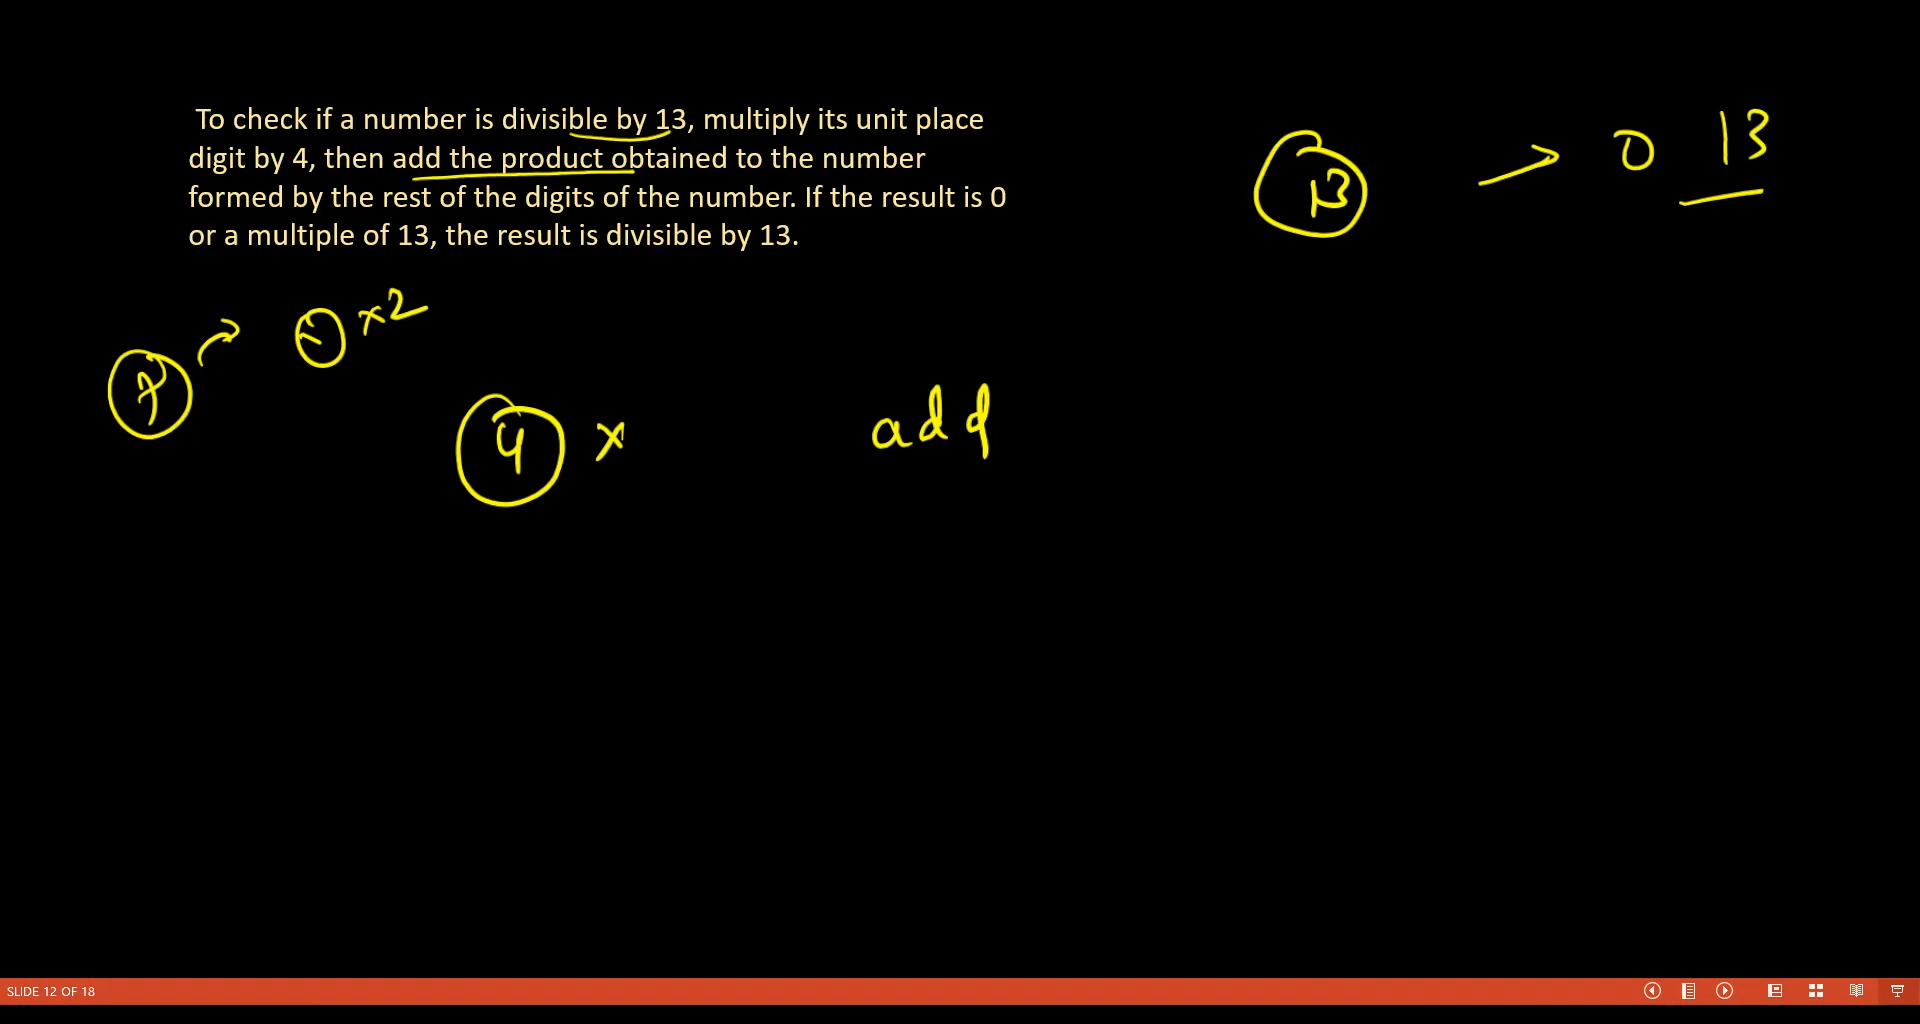 To check if a number is divisible by 13, multiply its unit place
digit by 4, then add the product obtained to the number
formed by the rest of the digits of the number. If the result is 0
or a multiple of 13, the result is divisible by 13.
13 → 0 13
7 → - ×2
4 × add
SLIDE 12 OF 18